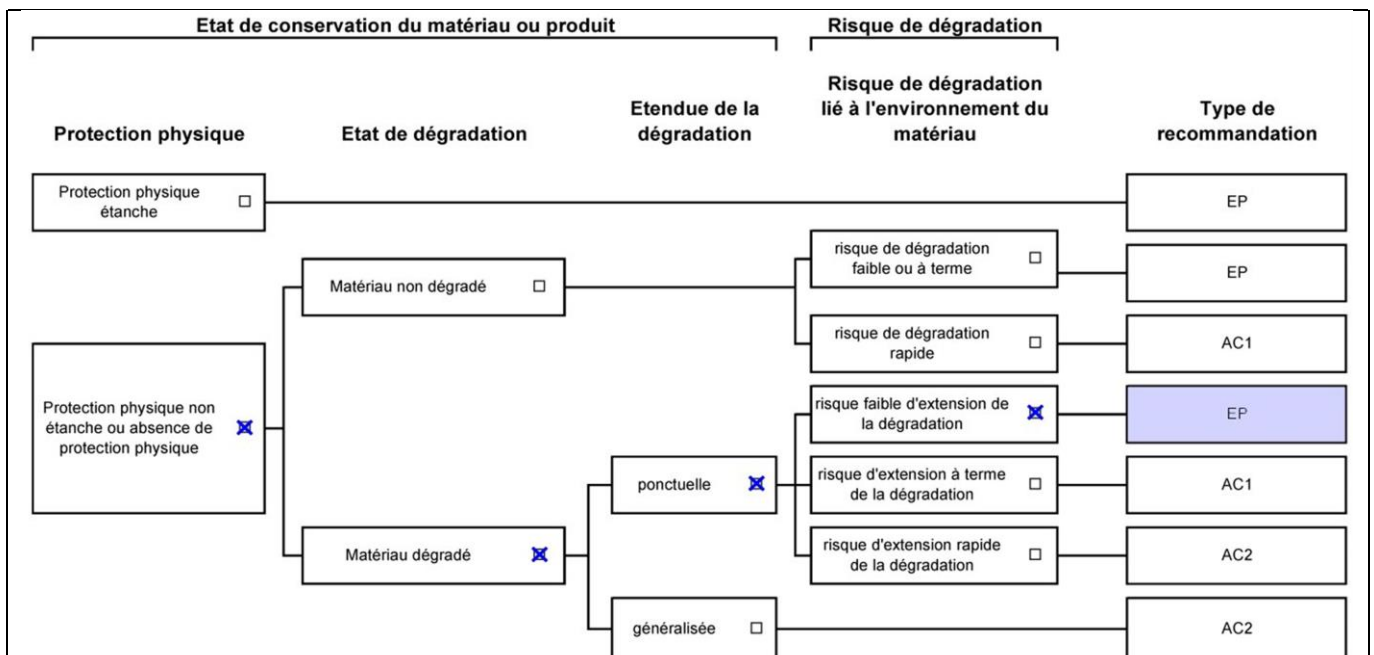 Etat de conservation du matériau ou produit
Risque de dégradation
Protection physique
Etat de dégradation
Etendue de la
dégradation
Risque de dégradation
lié à l'environnement du
matériau
Type de
recommandation
Protection physique
étanche
EP
Matériau non dégradé
risque de dégradation
faible ou à terme
EP
risque de dégradation
rapide
AC1
Protection physique non
étanche ou absence de
protection physique
risque faible d'extension de
la dégradation
EP
ponctuelle
risque d'extension à terme
de la dégradation
AC1
Matériau dégradé
risque d'extension rapide
de la dégradation
AC2
généralisée
AC2